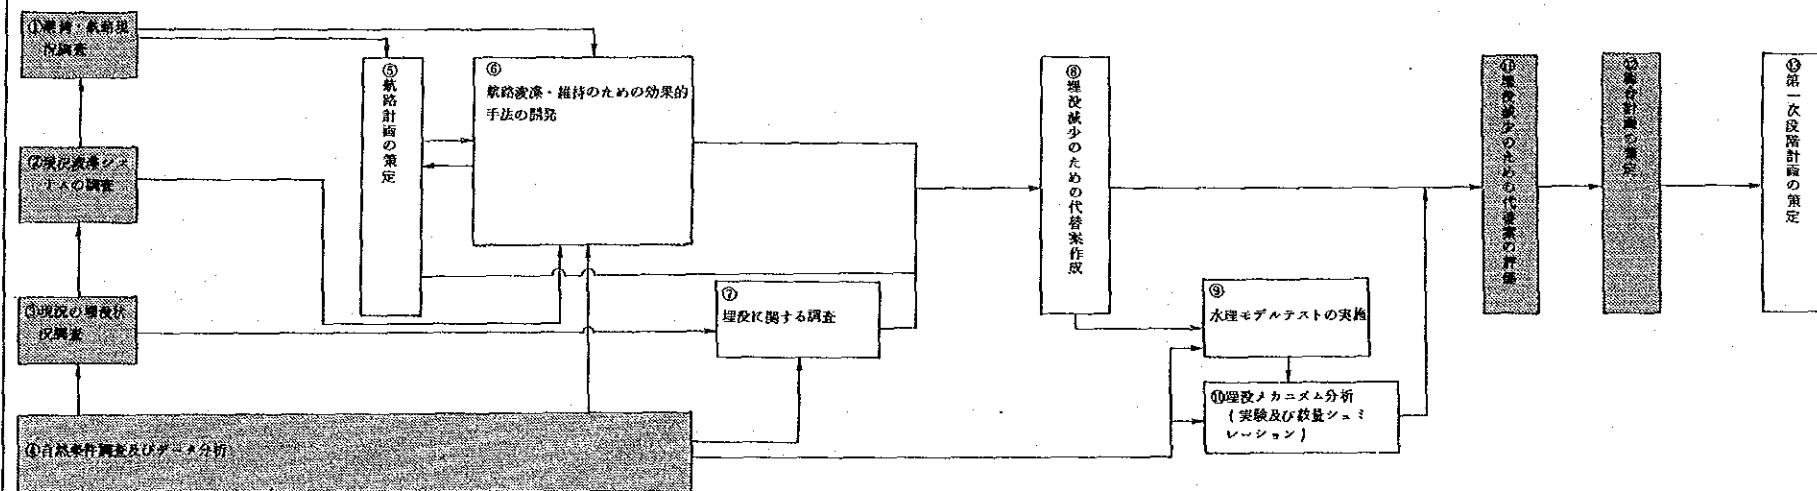 ①港湾・航路現
況調査
②現況浚渫シス
テムの調査
③現況の埋没状
況調査
④自然条件調査及びデータ分析
⑤航路計画の策定
⑥
航路浚渫・維持のための効果的
手法の開発
⑦
埋没に関する調査
⑧埋没減少のための代替案作成
⑨
水理モデルテストの実施
⑩埋没メカニズム分析
(実験及び数量シュミ
レーション)
⑪埋没減少のための代替案の評価
⑫総合計画の策定
⑬第一次段階計画の策定